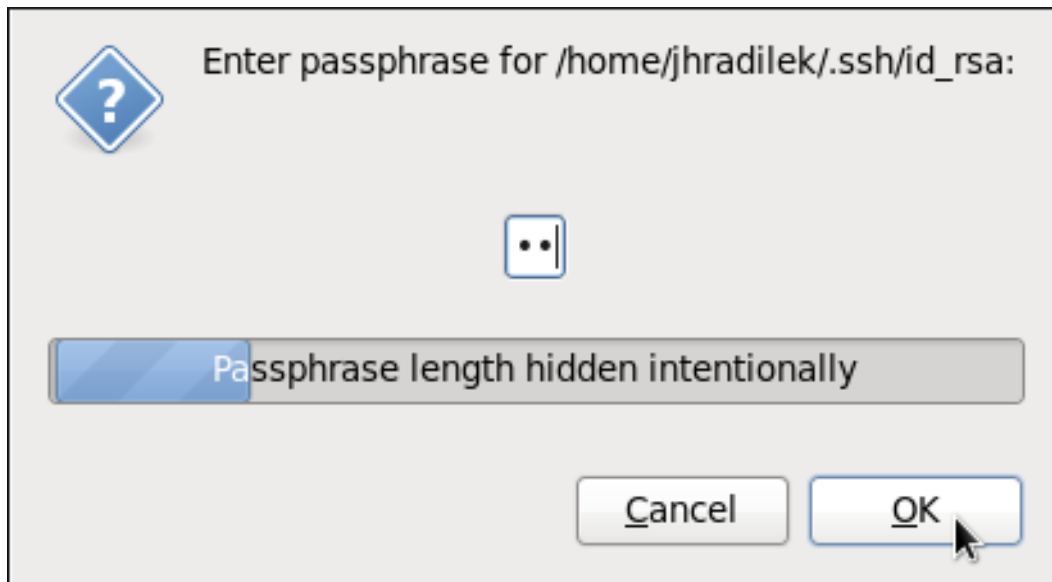 Enter passphrase for /home/jhradilek/.ssh/id_rsa:
Passphrase length hidden intentionally
Cancel
OK